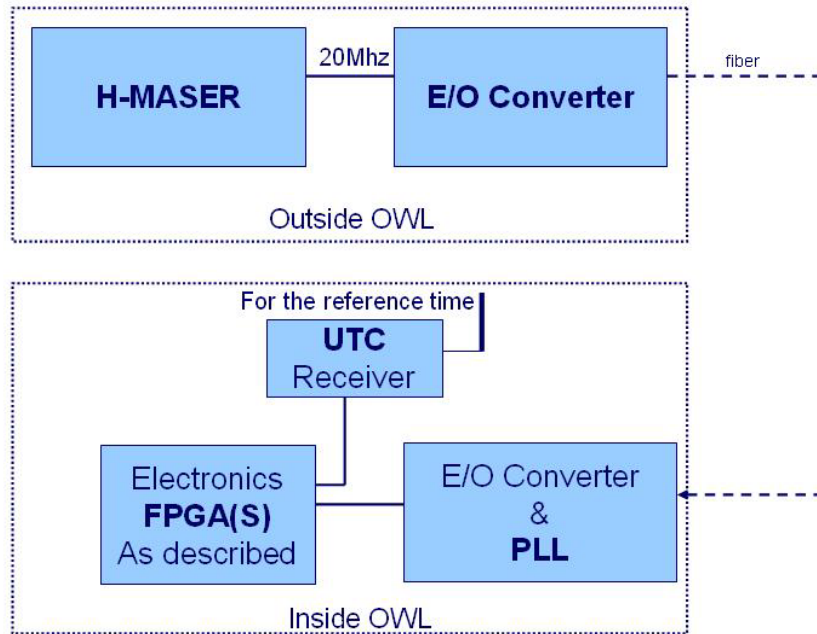 20Mhz
fiber
H-MASER
E/O Converter
Outside OWL
For the reference time
UTC
Receiver
Electronics
FPGA(S)
As described
E/O Converter
&
PLL
Inside OWL